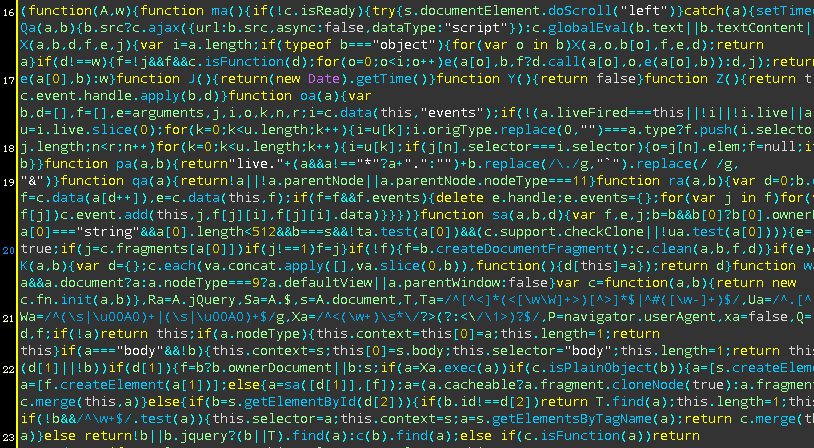 16 (function(A,w){function ma(){if(!c.isReady){try{s.documentElement.doScroll("left")}catch(a){setTime
Qa(a,b){b.src?c.ajax({url:b.src,async:false,dataType:"script"}):c.globalEval(b.text||b.textContent|
X(a,b,d,f,e,j){var i=a.length;if(typeof b==="object"){for(var o in b)X(a,o,b[o],f,e,d);return
a}if(d!==w){f=!j&&f&&c.isFunction(d);for(o=0;o<i;o++)e(a[o],b,f?d.call(a[o],o,e(a[o],b)):d,j);return
17 e(a[0],b):w}function J(){return(new Date).getTime()}function Y(){return false}function Z(){return t
c.event.handle.apply(b,d)}function oa(a){var
b,d=[],f=[],e=arguments,j,i,o,k,n,r;i=c.data(this,"events");if(!(a.liveFired===this||!i||!i.live||a
u=i.live.slice(0);for(k=0;k<u.length;k++){i=u[k];i.origType.replace(O,"")===a.type?f.push(i.selecto
18 j.length;n<r;n++)for(k=0;k<u.length;k++){i=u[k];if(j[n].selector===i.selector){o=j[n].elem;f=null;i
b}}function pa(a,b){return"live."+(a&&a!=="*"?a+".":"")+b.replace(/\./g,"`").replace(/ /g,
19 "&")}function qa(a){return!a||!a.parentNode||a.parentNode.nodeType===11}function ra(a,b){var d=0;b.
f=c.data(a[d++]),e=c.data(this,f);if(f=f&&f.events){delete e.handle;e.events={};for(var j in f)for(
f[j])c.event.add(this,j,f[j][i],f[j][i].data)}}})}function sa(a,b,d){var f,e,j;b=b&&b[0]?b[0].owner
a[0]==="string"&&a[0].length<512&&b===s&&!ta.test(a[0])&&(c.support.checkClone||!ua.test(a[0]))){e=
20 true;if(j=c.fragments[a[0]])if(j!==1)f=j}if(!f){f=b.createDocumentFragment();c.clean(a,b,f,d)}if(e)
K(a,b){var d={};c.each(va.concat.apply([],va.slice(0,b)),function(){d[this]=a});return d}function w
a&&a.document?a:a.nodeType===9?a.defaultView||a.parentWindow:false}var c=function(a,b){return new
c.fn.init(a,b)},Ra=A.jQuery,Sa=A.$,s=A.document,T,Ta=/^[^<]*(<[\w\W]+>)[^>]*$|^#([\w-]+)$/,Ua=/^.[^
21 Wa=/^(\s|\u00A0)+|(\s|\u00A0)+$/g,Xa=/^<(\w+)\s*\/?>(?:<\/\1>)?$/,P=navigator.userAgent,xa=false,Q=
d,f;if(!a)return this;if(a.nodeType){this.context=this[0]=a;this.length=1;return
this}if(a==="body"&&!b){this.context=s;this[0]=s.body;this.selector="body";this.length=1;return thi
22 (d[1]||!b))if(d[1]){f=b?b.ownerDocument||b:s;if(a=Xa.exec(a))if(c.isPlainObject(b)){a=[s.createElem
a=[f.createElement(a[1])];else{a=sa([d[1]],[f]);a=(a.cacheable?a.fragment.cloneNode(true):a.fragmen
c.merge(this,a)}else{if(b=s.getElementById(d[2])){if(b.id!==d[2])return T.find(a);this.length=1;thi
if(!b&&/^\w+$/.test(a)){this.selector=a;this.context=s;a=s.getElementsByTagName(a);return c.merge(th
23 a)}else return!b||b.jquery?(b||T).find(a):c(b).find(a);else if(c.isFunction(a))return